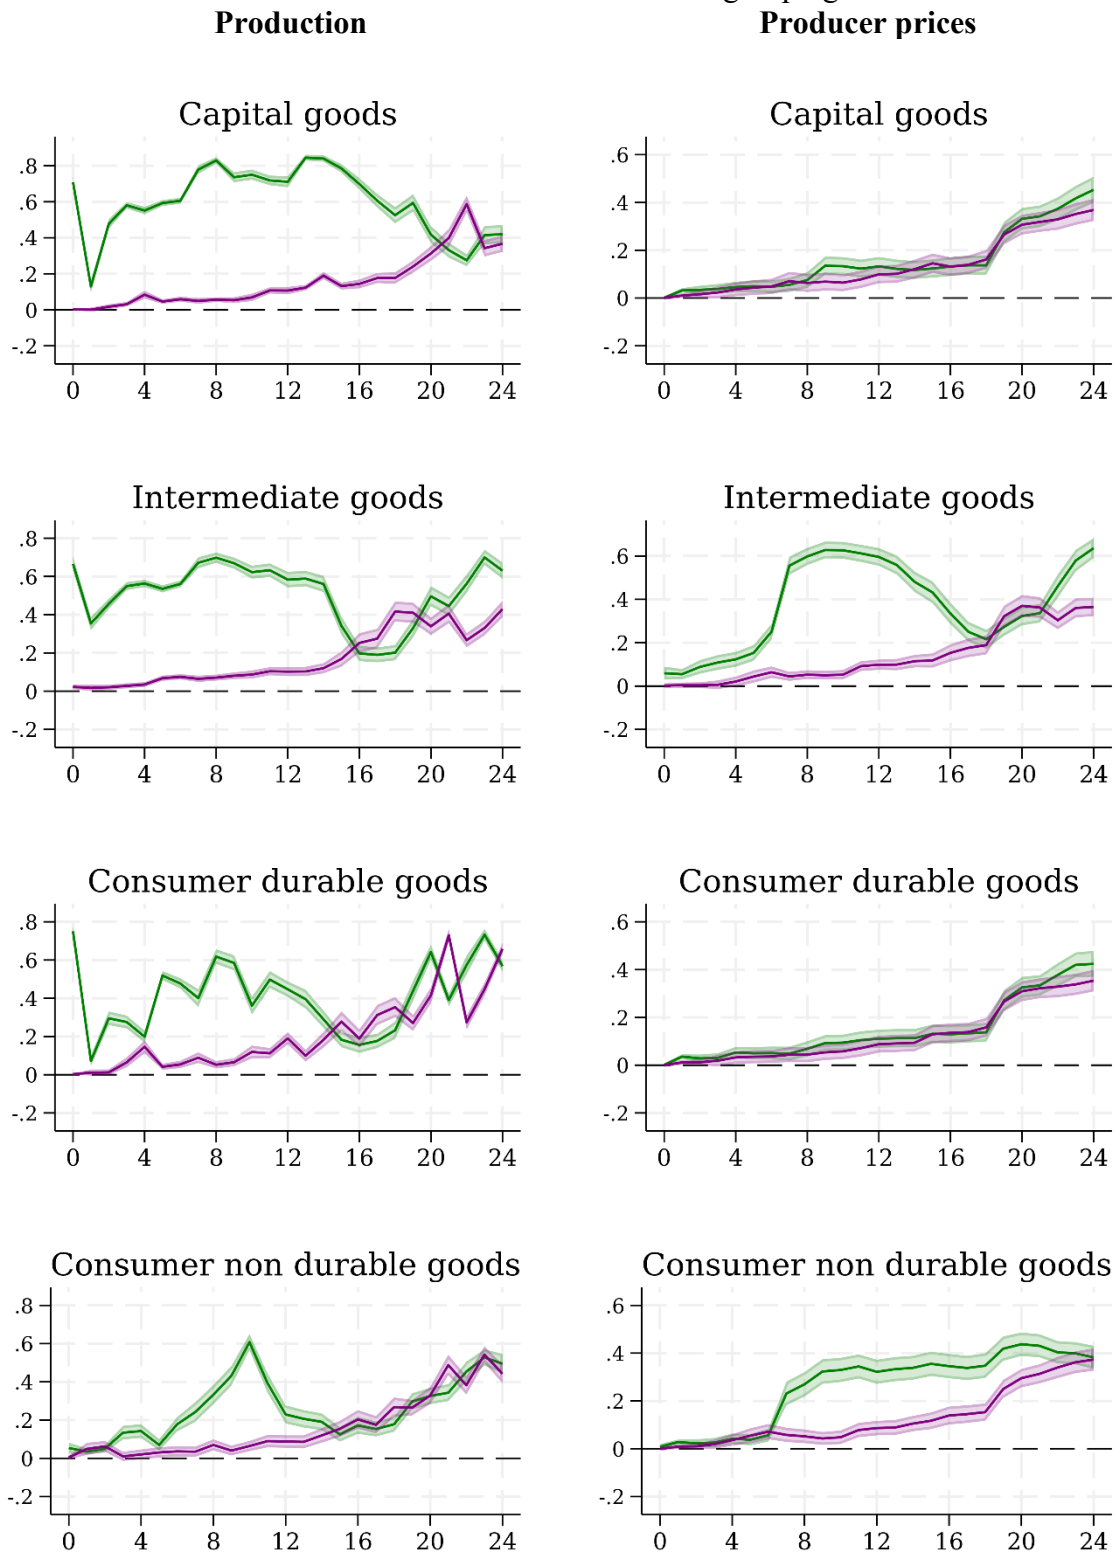 Production
Producer prices
Capital goods
.8
.6
.4
.2
0
-.2
0 4 8 12 16 20 24
Capital goods
.6
.4
.2
0
-.2
0 4 8 12 16 20 24
Intermediate goods
.8
.6
.4
.2
0
-.2
0 4 8 12 16 20 24
Intermediate goods
.6
.4
.2
0
-.2
0 4 8 12 16 20 24
Consumer durable goods
.8
.6
.4
.2
0
-.2
0 4 8 12 16 20 24
Consumer durable goods
.6
.4
.2
0
-.2
0 4 8 12 16 20 24
Consumer non durable goods
.8
.6
.4
.2
0
-.2
0 4 8 12 16 20 24
Consumer non durable goods
.6
.4
.2
0
-.2
0 4 8 12 16 20 24